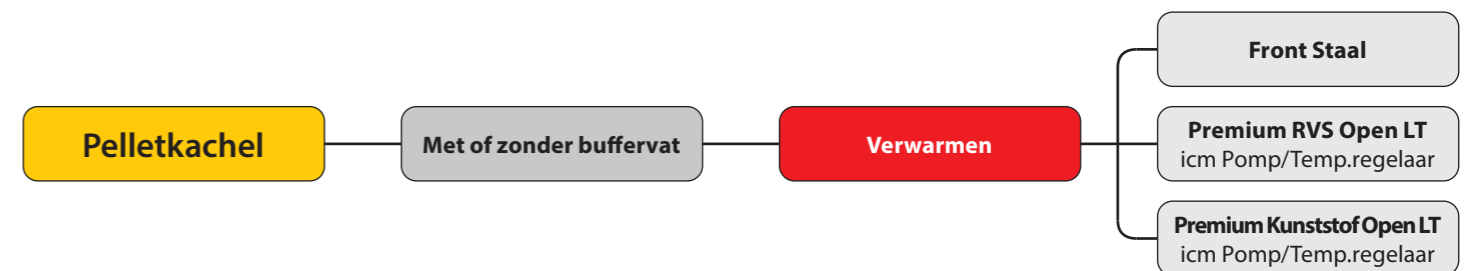 Pelletkachel
Met of zonder buffervat
Verwarmen
Front Staal
Premium RVS Open LT
icm Pomp/Temp.regelaar
Premium Kunststof Open LT
icm Pomp/Temp.regelaar